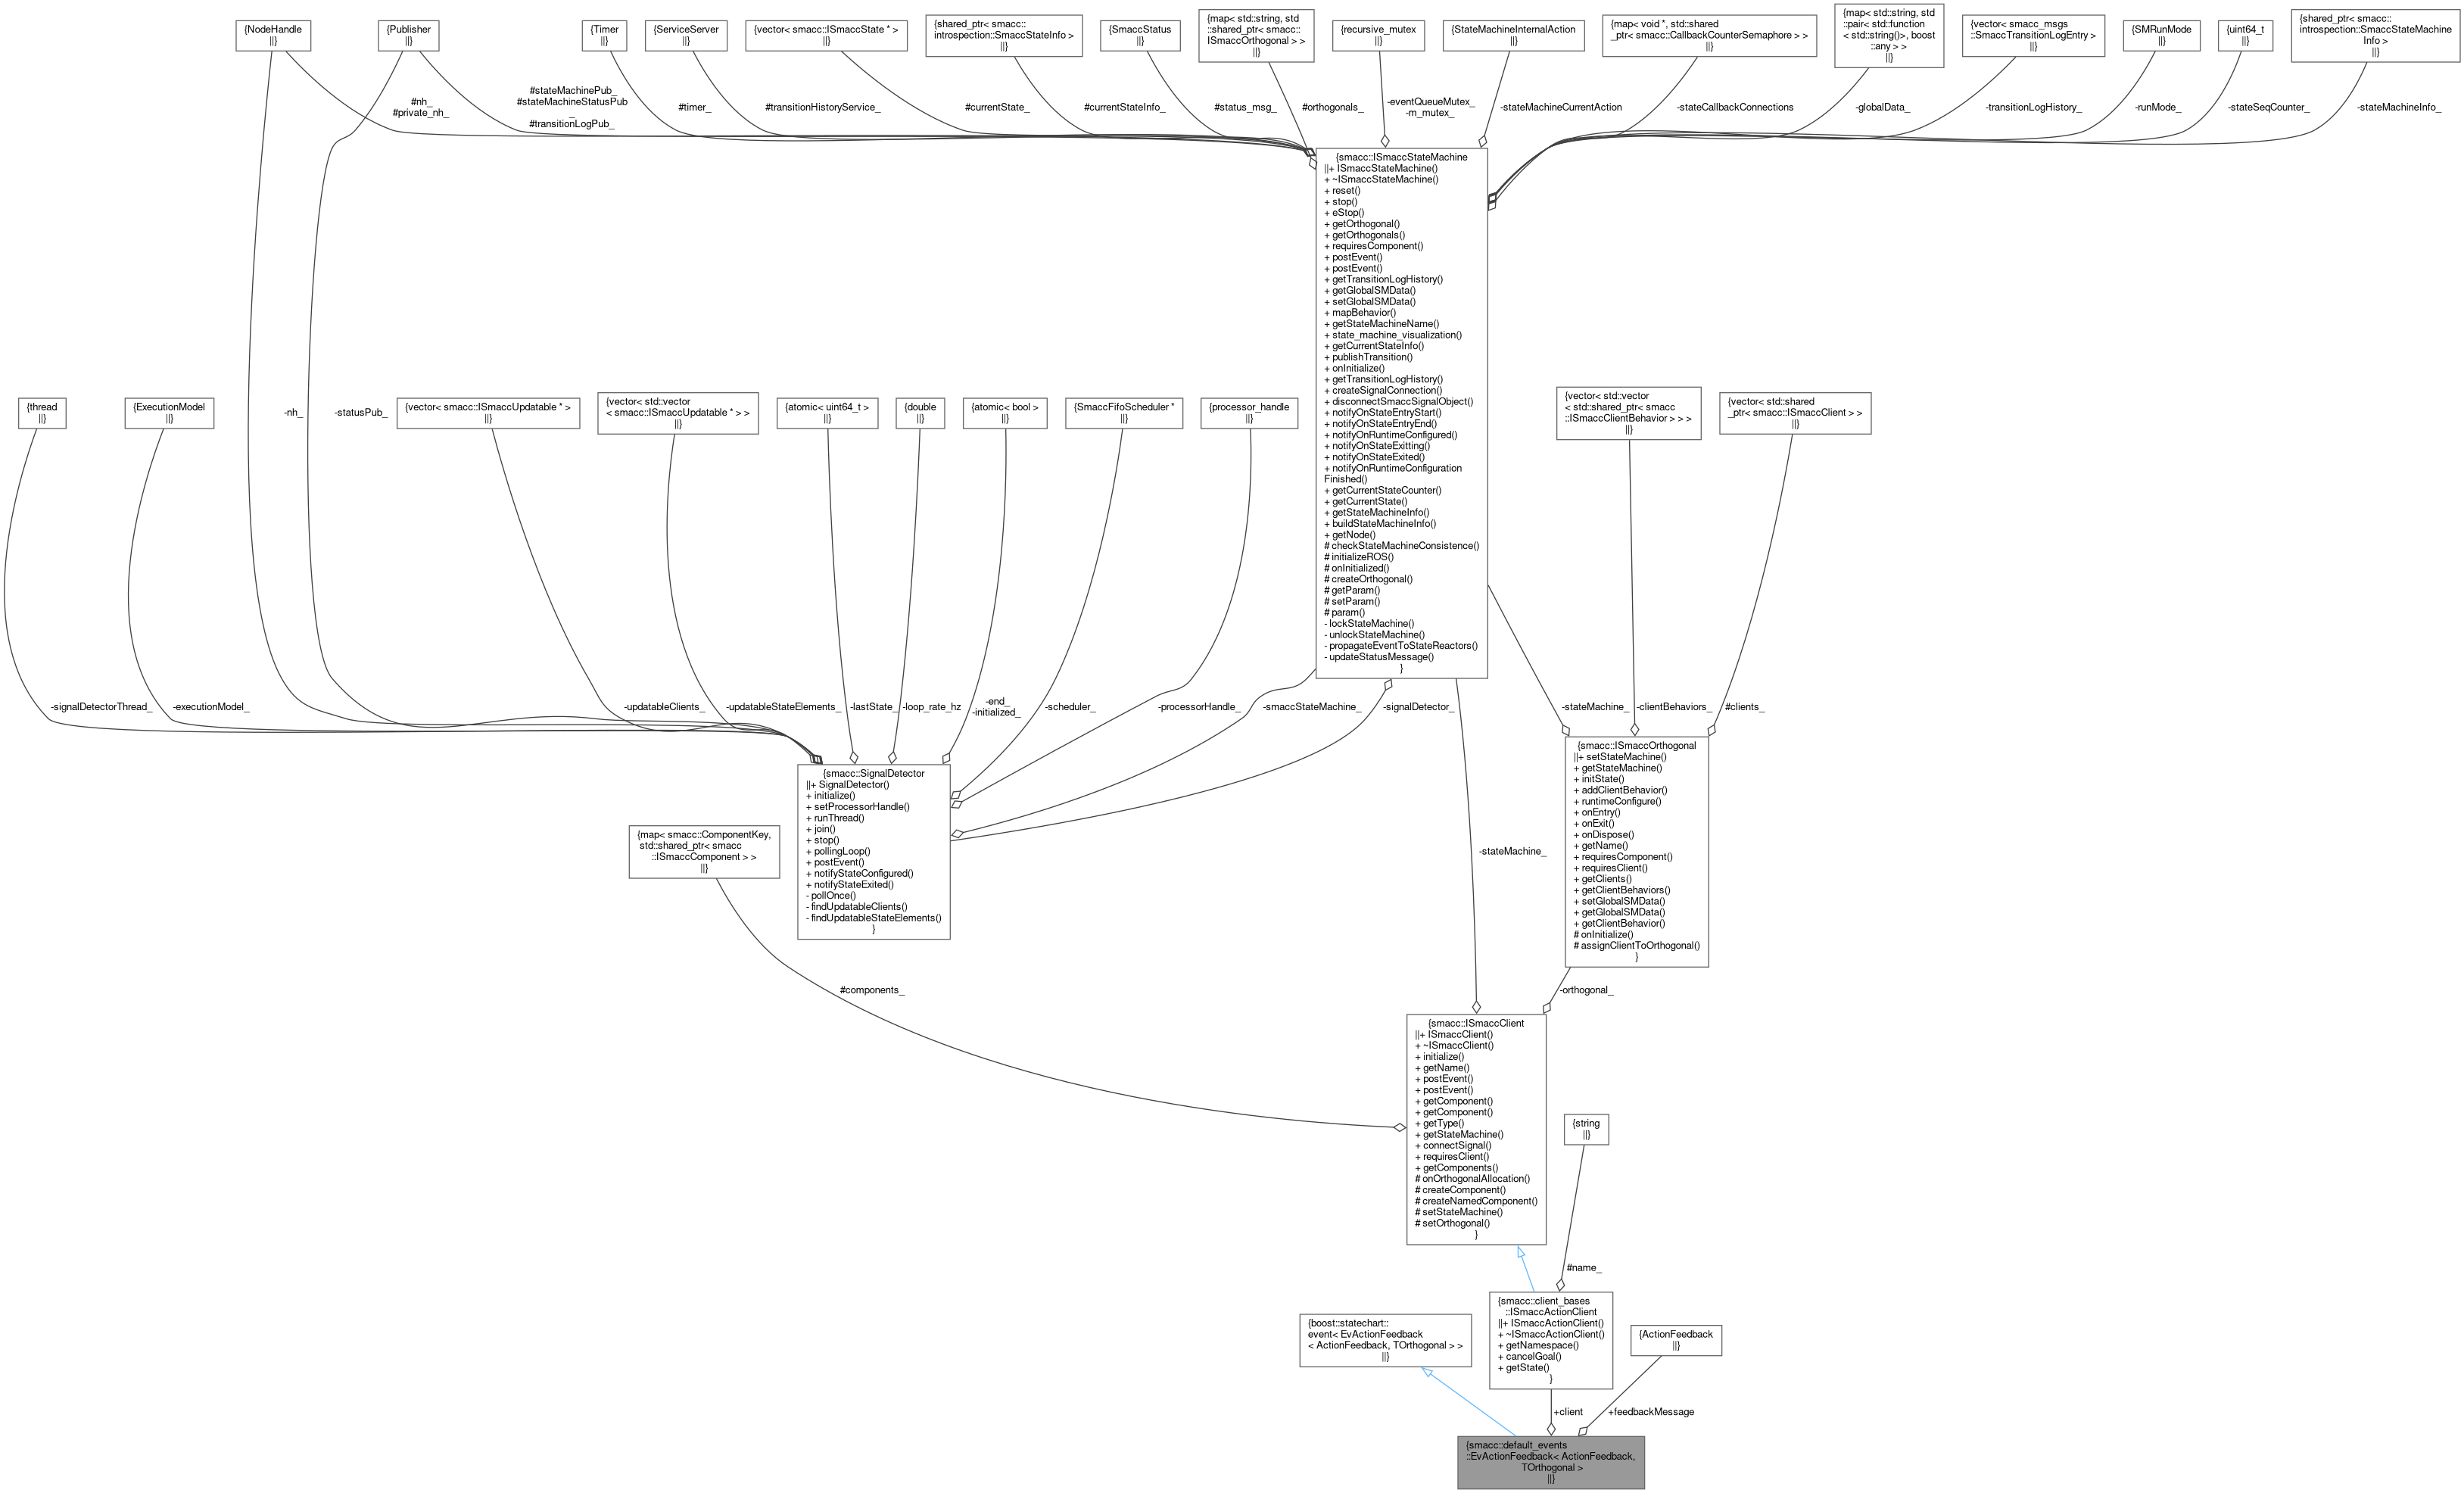 {NodeHandle
||}
{Publisher
||}
{Timer
||}
{ServiceServer
||}
{vector< smacc::ISmaccState * >
||}
{shared_ptr< smacc::
introspection::SmaccStateInfo >
||}
{SmaccStatus
||}
{map< std::string, std
::shared_ptr< smacc::
ISmaccOrthogonal > >
||}
{recursive_mutex
||}
{StateMachineInternalAction
||}
{map< void *, std::shared
_ptr< smacc::CallbackCounterSemaphore > >
||}
{map< std::string, std
::pair< std::function
< std::string()>, boost
::any > >
||}
{vector< smacc_msgs
::SmaccTransitionLogEntry >
||}
{SMRunMode
||}
{uint64_t
||}
{shared_ptr< smacc::
introspection::SmaccStateMachine
Info >
||}
#nh_
#private_nh_
#stateMachinePub_
#stateMachineStatusPub
_
#transitionLogPub_
#timer_
#transitionHistoryService_
#currentState_
#currentStateInfo_
#status_msg_
#orthogonals_
-eventQueueMutex_
-m_mutex_
-stateMachineCurrentAction
-stateCallbackConnections
-globalData_
-transitionLogHistory_
-runMode_
-stateSeqCounter_
-stateMachineInfo_
{smacc::ISmaccStateMachine
||+ ISmaccStateMachine()
+ ~ISmaccStateMachine()
+ reset()
+ stop()
+ eStop()
+ getOrthogonal()
+ getOrthogonals()
+ requiresComponent()
+ postEvent()
+ postEvent()
+ getTransitionLogHistory()
+ getGlobalSMData()
+ setGlobalSMData()
+ mapBehavior()
+ getStateMachineName()
+ state_machine_visualization()
+ getCurrentStateInfo()
+ publishTransition()
+ onInitialize()
+ getTransitionLogHistory()
+ createSignalConnection()
+ disconnectSmaccSignalObject()
+ notifyOnStateEntryStart()
+ notifyOnStateEntryEnd()
+ notifyOnRuntimeConfigured()
+ notifyOnStateExitting()
+ notifyOnStateExited()
+ notifyOnRuntimeConfiguration
Finished()
+ getCurrentStateCounter()
+ getCurrentState()
+ getStateMachineInfo()
+ buildStateMachineInfo()
+ getNode()
# checkStateMachineConsistence()
# initializeROS()
# onInitialized()
# createOrthogonal()
# getParam()
# setParam()
# param()
- lockStateMachine()
- unlockStateMachine()
- propagateEventToStateReactors()
- updateStatusMessage()
}
{thread
||}
{ExecutionModel
||}
-nh_
-statusPub_
{vector< smacc::ISmaccUpdatable * >
||}
{vector< std::vector
< smacc::ISmaccUpdatable * > >
||}
{atomic< uint64_t >
||}
{double
||}
{atomic< bool >
||}
{SmaccFifoScheduler *
||}
{processor_handle
||}
{vector< std::vector
< std::shared_ptr< smacc
::ISmaccClientBehavior > > >
||}
{vector< std::shared
_ptr< smacc::ISmaccClient > >
||}
-signalDetectorThread_
-executionModel_
-updatableClients_
-updatableStateElements_
-lastState_
-loop_rate_hz
-end_
-initialized_
-scheduler_
-processorHandle_
-smaccStateMachine_
-signalDetector_
-stateMachine_
-clientBehaviors_
#clients_
{smacc::SignalDetector
||+ SignalDetector()
+ initialize()
+ setProcessorHandle()
+ runThread()
+ join()
+ stop()
+ pollingLoop()
+ postEvent()
+ notifyStateConfigured()
+ notifyStateExited()
- pollOnce()
- findUpdatableClients()
- findUpdatableStateElements()
}
{smacc::ISmaccOrthogonal
||+ setStateMachine()
+ getStateMachine()
+ initState()
+ addClientBehavior()
+ runtimeConfigure()
+ onEntry()
+ onExit()
+ onDispose()
+ getName()
+ requiresComponent()
+ requiresClient()
+ getClients()
+ getClientBehaviors()
+ setGlobalSMData()
+ getGlobalSMData()
+ getClientBehavior()
# onInitialize()
# assignClientToOrthogonal()
}
{map< smacc::ComponentKey,
std::shared_ptr< smacc
::ISmaccComponent > >
||}
-stateMachine_
#components_
-orthogonal_
{smacc::ISmaccClient
||+ ISmaccClient()
+ ~ISmaccClient()
+ initialize()
+ getName()
+ postEvent()
+ postEvent()
+ getComponent()
+ getComponent()
+ getType()
+ getStateMachine()
+ connectSignal()
+ requiresClient()
+ getComponents()
# onOrthogonalAllocation()
# createComponent()
# createNamedComponent()
# setStateMachine()
# setOrthogonal()
}
{string
||}
#name_
{boost::statechart::
event< EvActionFeedback
< ActionFeedback, TOrthogonal > >
||}
{smacc::client_bases
::ISmaccActionClient
||+ ISmaccActionClient()
+ ~ISmaccActionClient()
+ getNamespace()
+ cancelGoal()
+ getState()
}
{ActionFeedback
||}
+client
+feedbackMessage
{smacc::default_events
::EvActionFeedback< ActionFeedback,
TOrthogonal >
||}